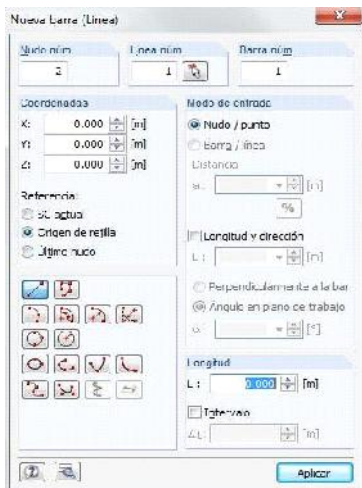 Nueva barra (Línea)
Nudo núm
2
Línea núm
1
Barra núm
1
Coordenadas
X: 0.000 [m]
Y: 0.000 [m]
Z: 0.000 [m]
Referencia
SC actual
Origen de rejilla
Último nudo
Modo de entrada
Nudo / punto
Barra / línea
Distancia
[m]
%
Longitud y dirección
L : [m]
Perpendicularmente a la bar
Ángulo en plano de trabajo
[°]
Longitud
L : 0.000 [m]
Intervalo
[m]
Aplicar